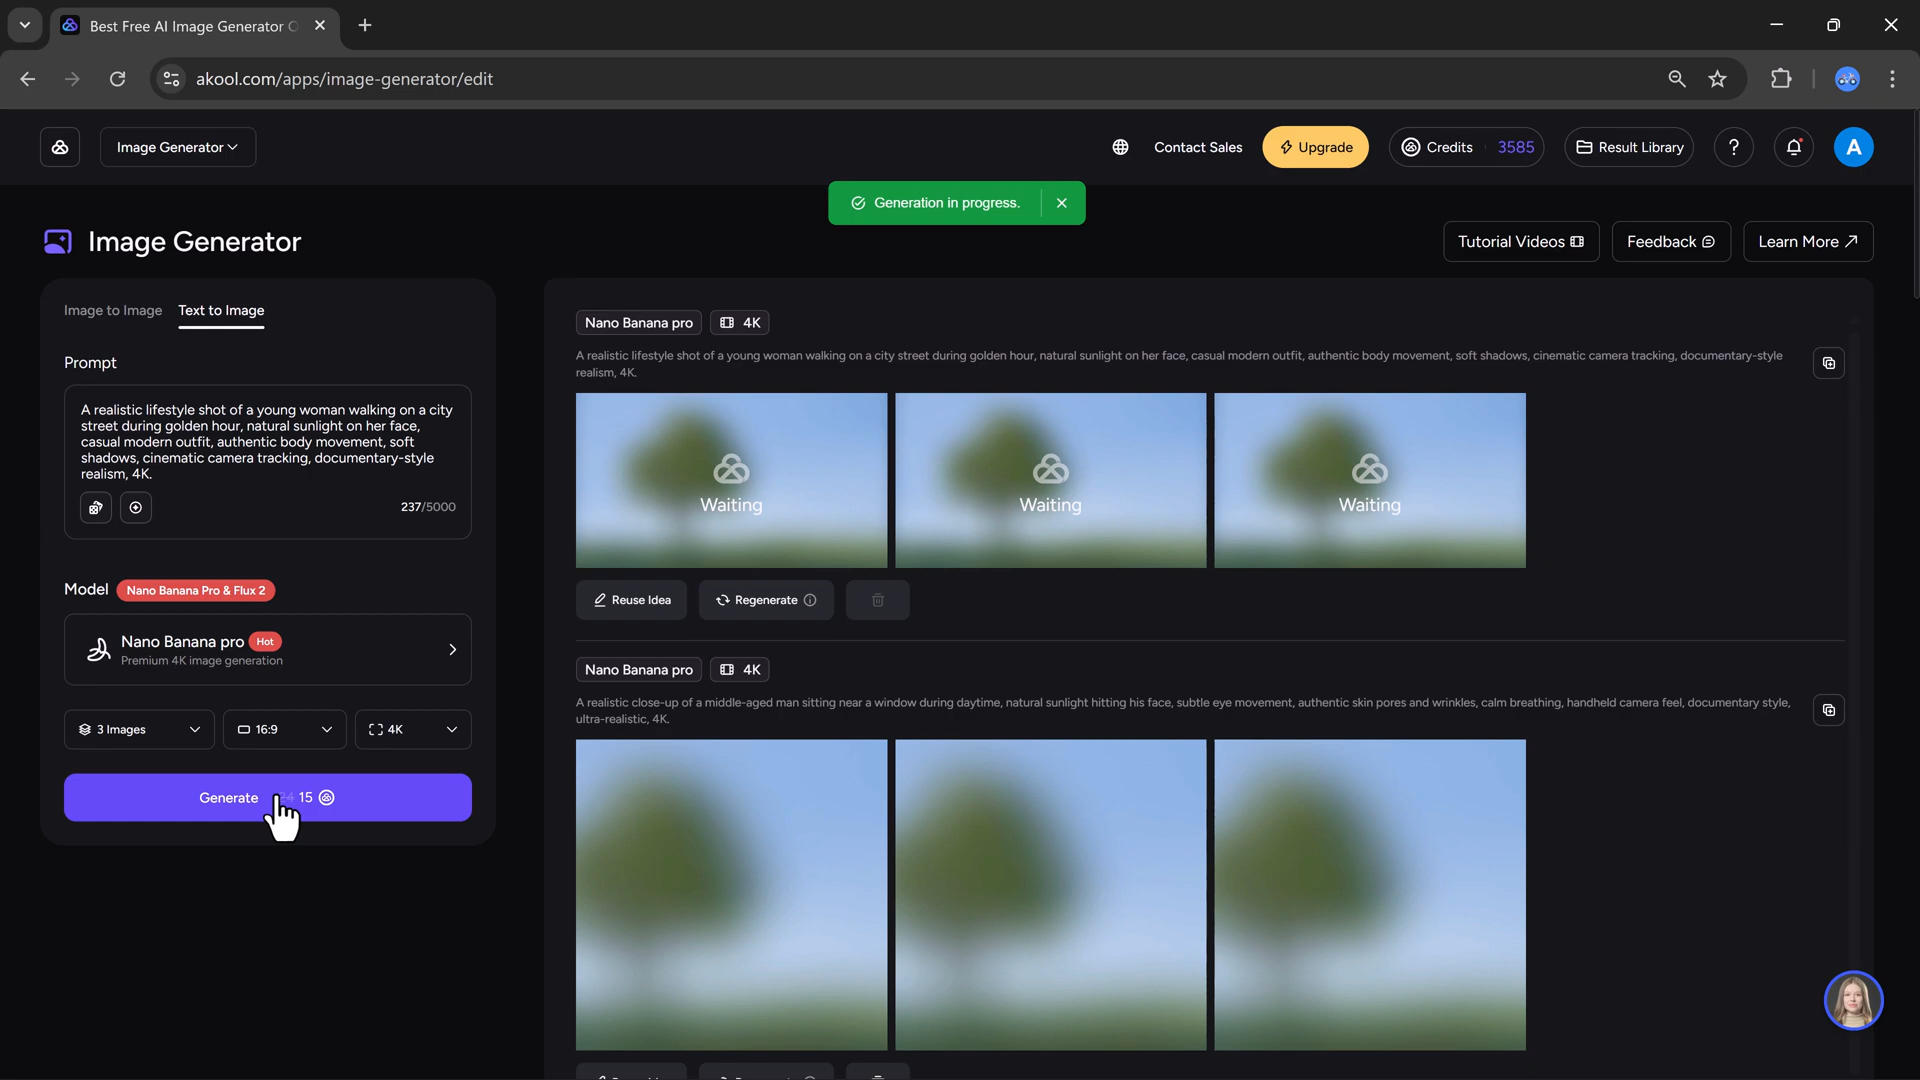 Best Free AI Image Generator
akool.com/apps/image-generator/edit
Image Generator
Contact Sales
Upgrade
Credits
3585
Result Library
?
A
Generation in progress.
Image Generator
Tutorial Videos
Feedback
Learn More
Image to Image
Text to Image
Prompt
A realistic lifestyle shot of a young woman walking on a city
street during golden hour, natural sunlight on her face,
casual modern outfit, authentic body movement, soft
shadows, cinematic camera tracking, documentary-style
realism, 4K.
237/5000
Model
Nano Banana Pro & Flux 2
Nano Banana pro
Hot
Premium 4K image generation
3 Images
16:9
4K
Generate
15
Nano Banana pro
4K
A realistic lifestyle shot of a young woman walking on a city street during golden hour, natural sunlight on her face, casual modern outfit, authentic body movement, soft shadows, cinematic camera tracking, documentary-style
realism, 4K.
Waiting
Waiting
Waiting
Reuse Idea
Regenerate
Nano Banana pro
4K
A realistic close-up of a middle-aged man sitting near a window during daytime, natural sunlight hitting his face, subtle eye movement, authentic skin pores and wrinkles, calm breathing, handheld camera feel, documentary style,
ultra-realistic, 4K.